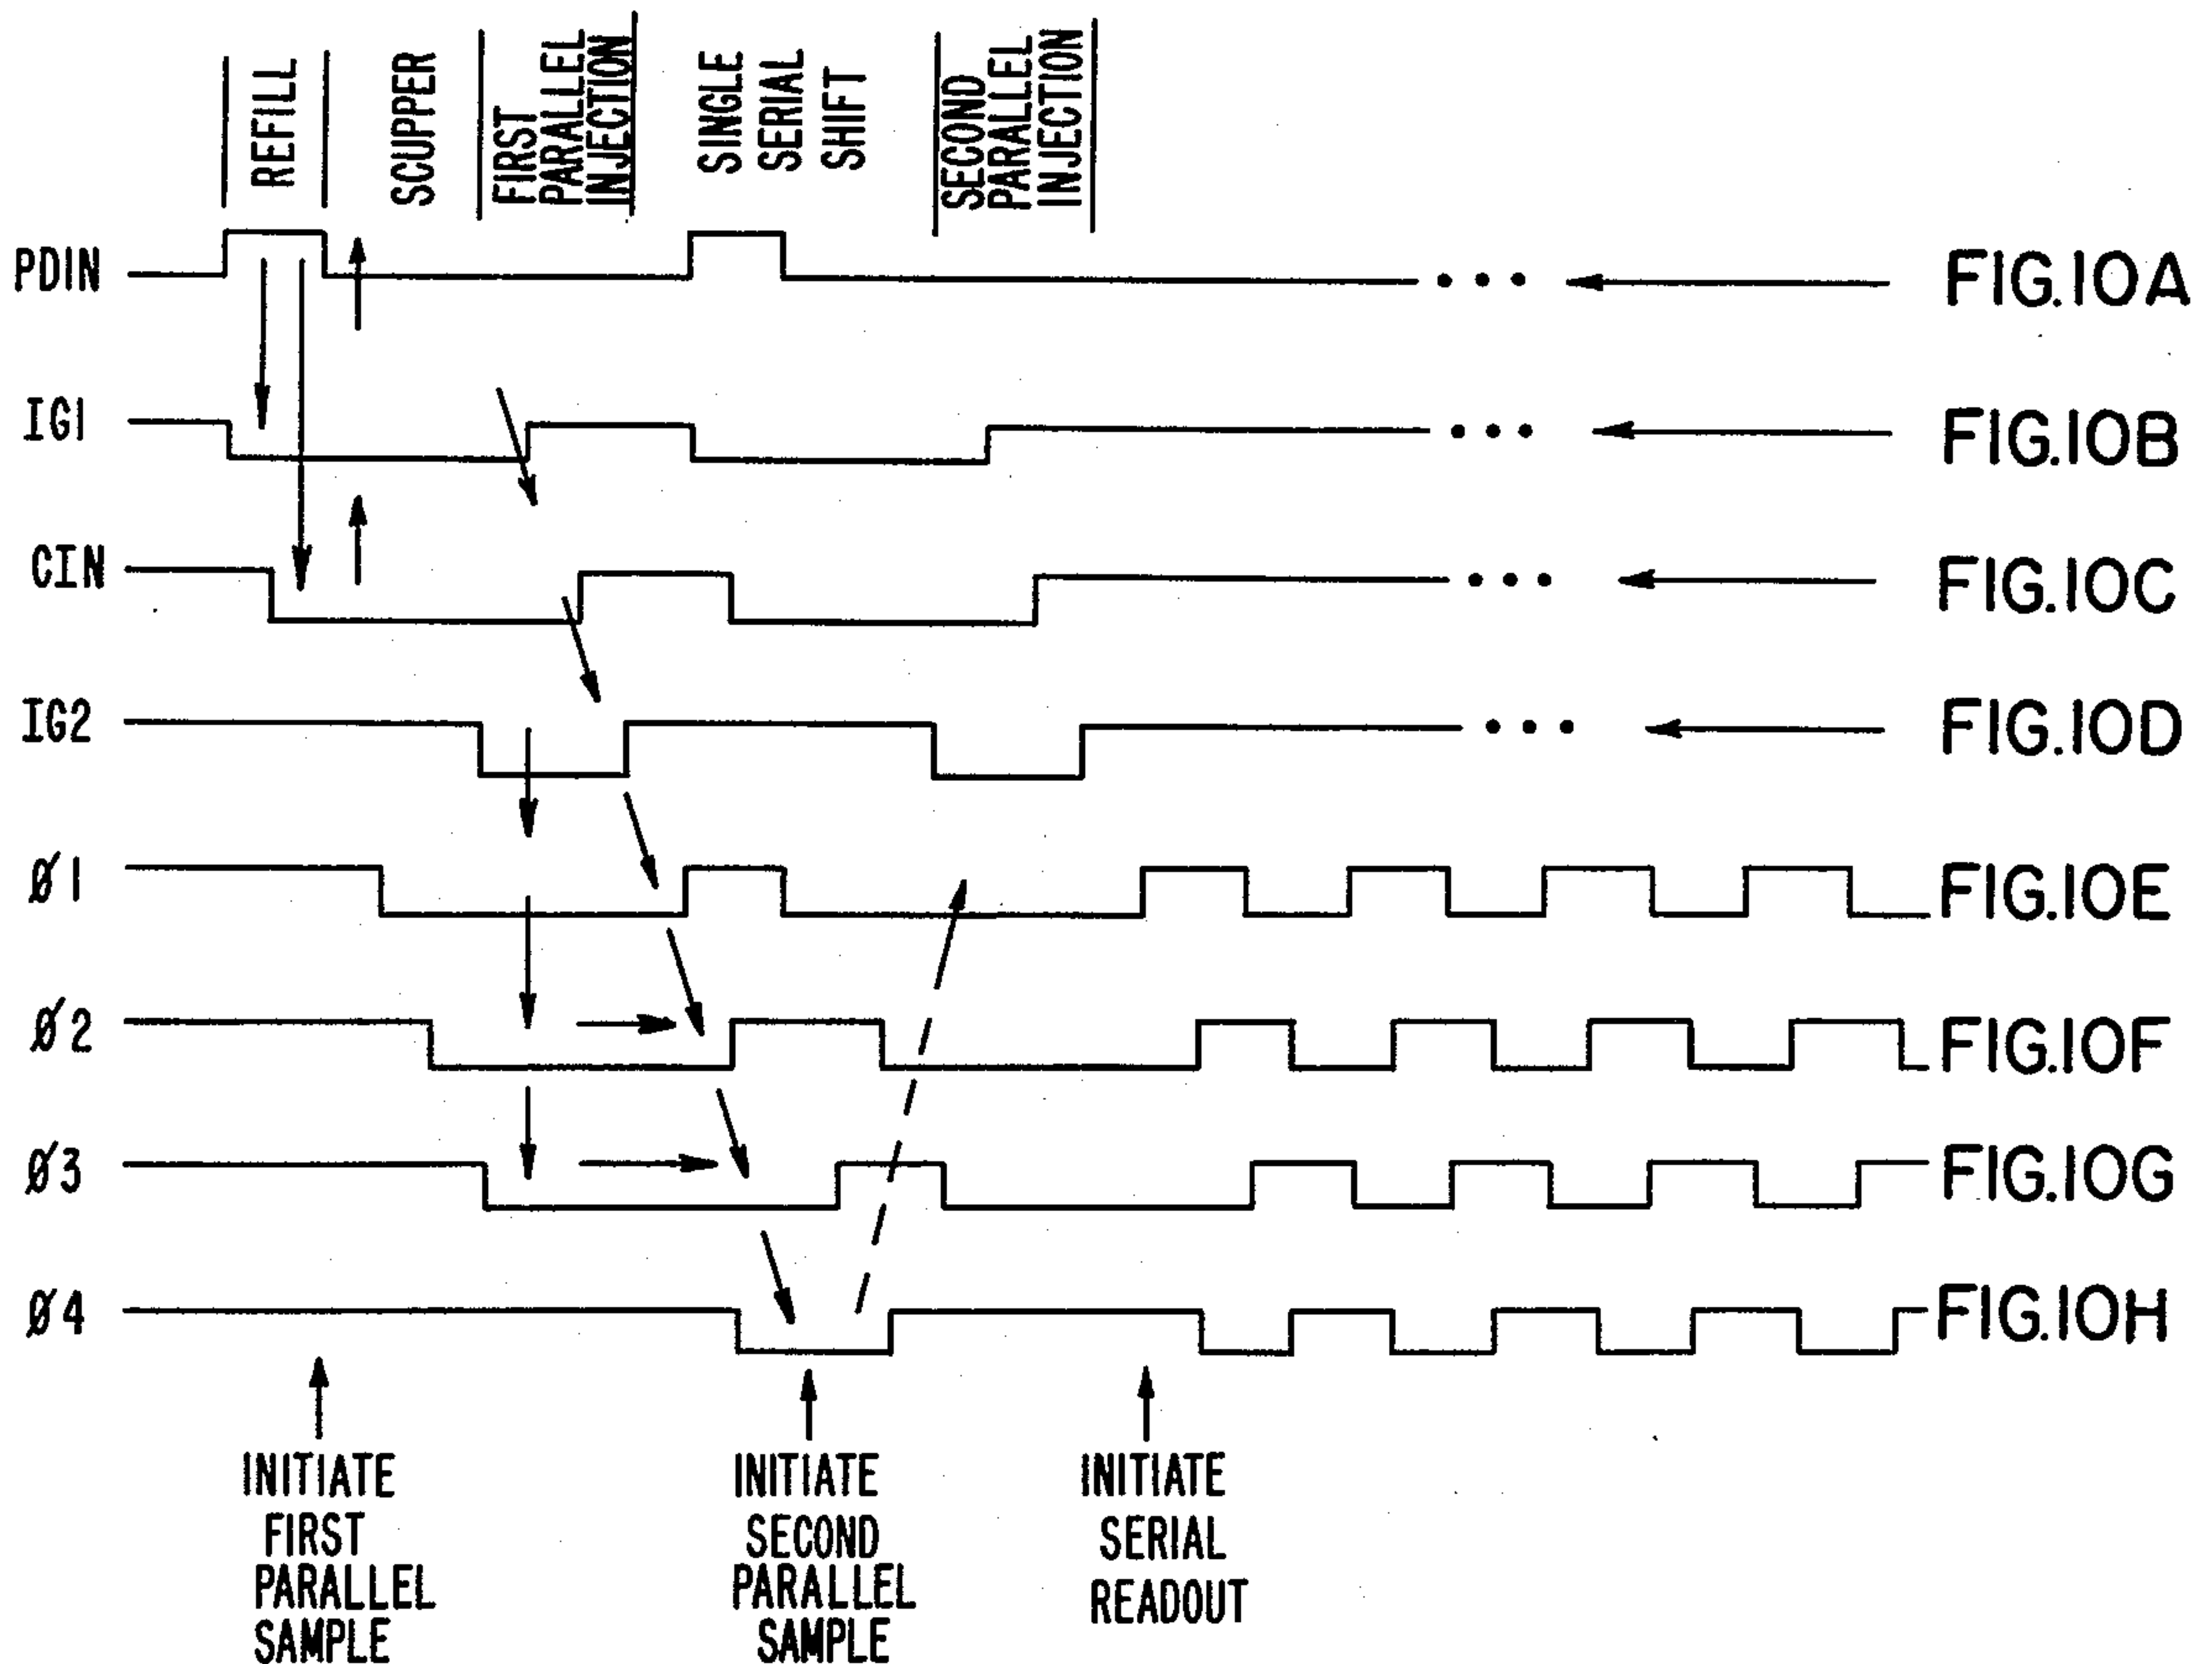 REFILL
SCUPPER
FIRST
PARALLEL
INJECTION
SINGLE
SERIAL
SHIFT
SECOND
PARALLEL
INJECTION
PDIN
FIG.10A
IG1
FIG.10B
CIN
FIG.10C
IG2
FIG.10D
Ø1
FIG.10E
Ø2
FIG.10F
Ø3
FIG.10G
Ø4
FIG.10H
INITIATE
FIRST
PARALLEL
SAMPLE
INITIATE
SECOND
PARALLEL
SAMPLE
INITIATE
SERIAL
READOUT